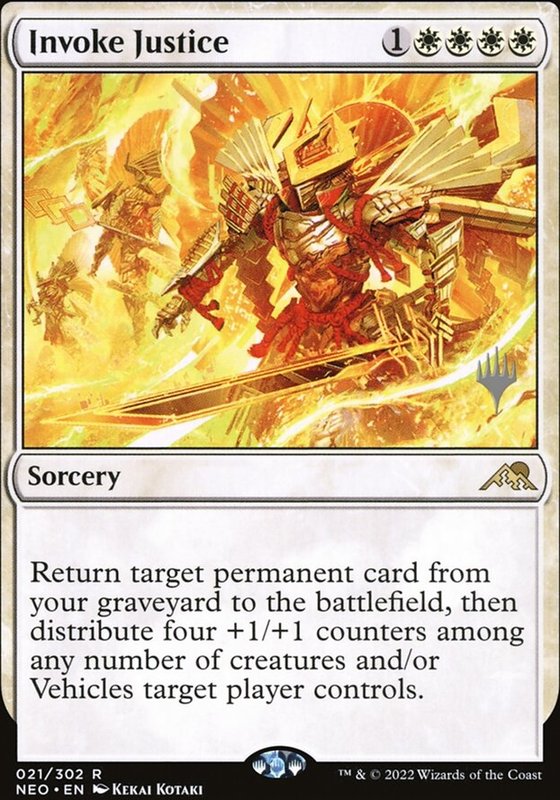 Invoke Justice 1
Sorcery
Return target permanent card from
your graveyard to the battlefield, then
distribute four +1/+1 counters among
any number of creatures and/or
Vehicles target player controls.
021/302 R
NEO • EN Kekai Kotaki
™ & © 2022 Wizards of the Coast